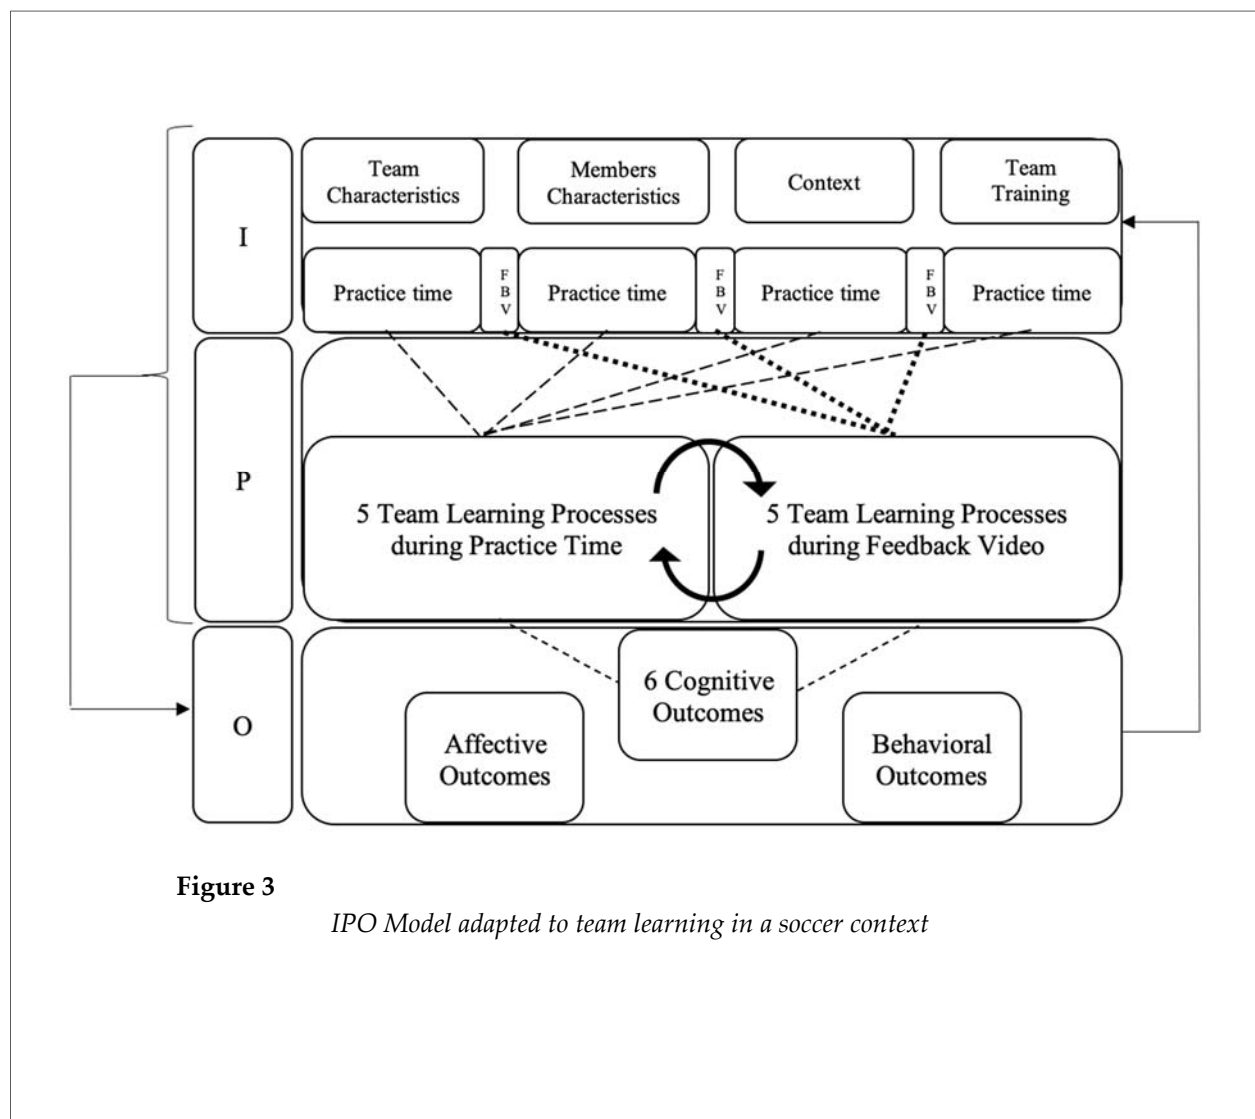 I
Team
Characteristics
Members
Characteristics
Context
Team
Training
Practice time
F
B
V
Practice time
F
B
V
Practice time
F
B
V
Practice time
P
5 Team Learning Processes
during Practice Time
5 Team Learning Processes
during Feedback Video
O
6 Cognitive
Outcomes
Affective
Outcomes
Behavioral
Outcomes
Figure 3
IPO Model adapted to team learning in a soccer context